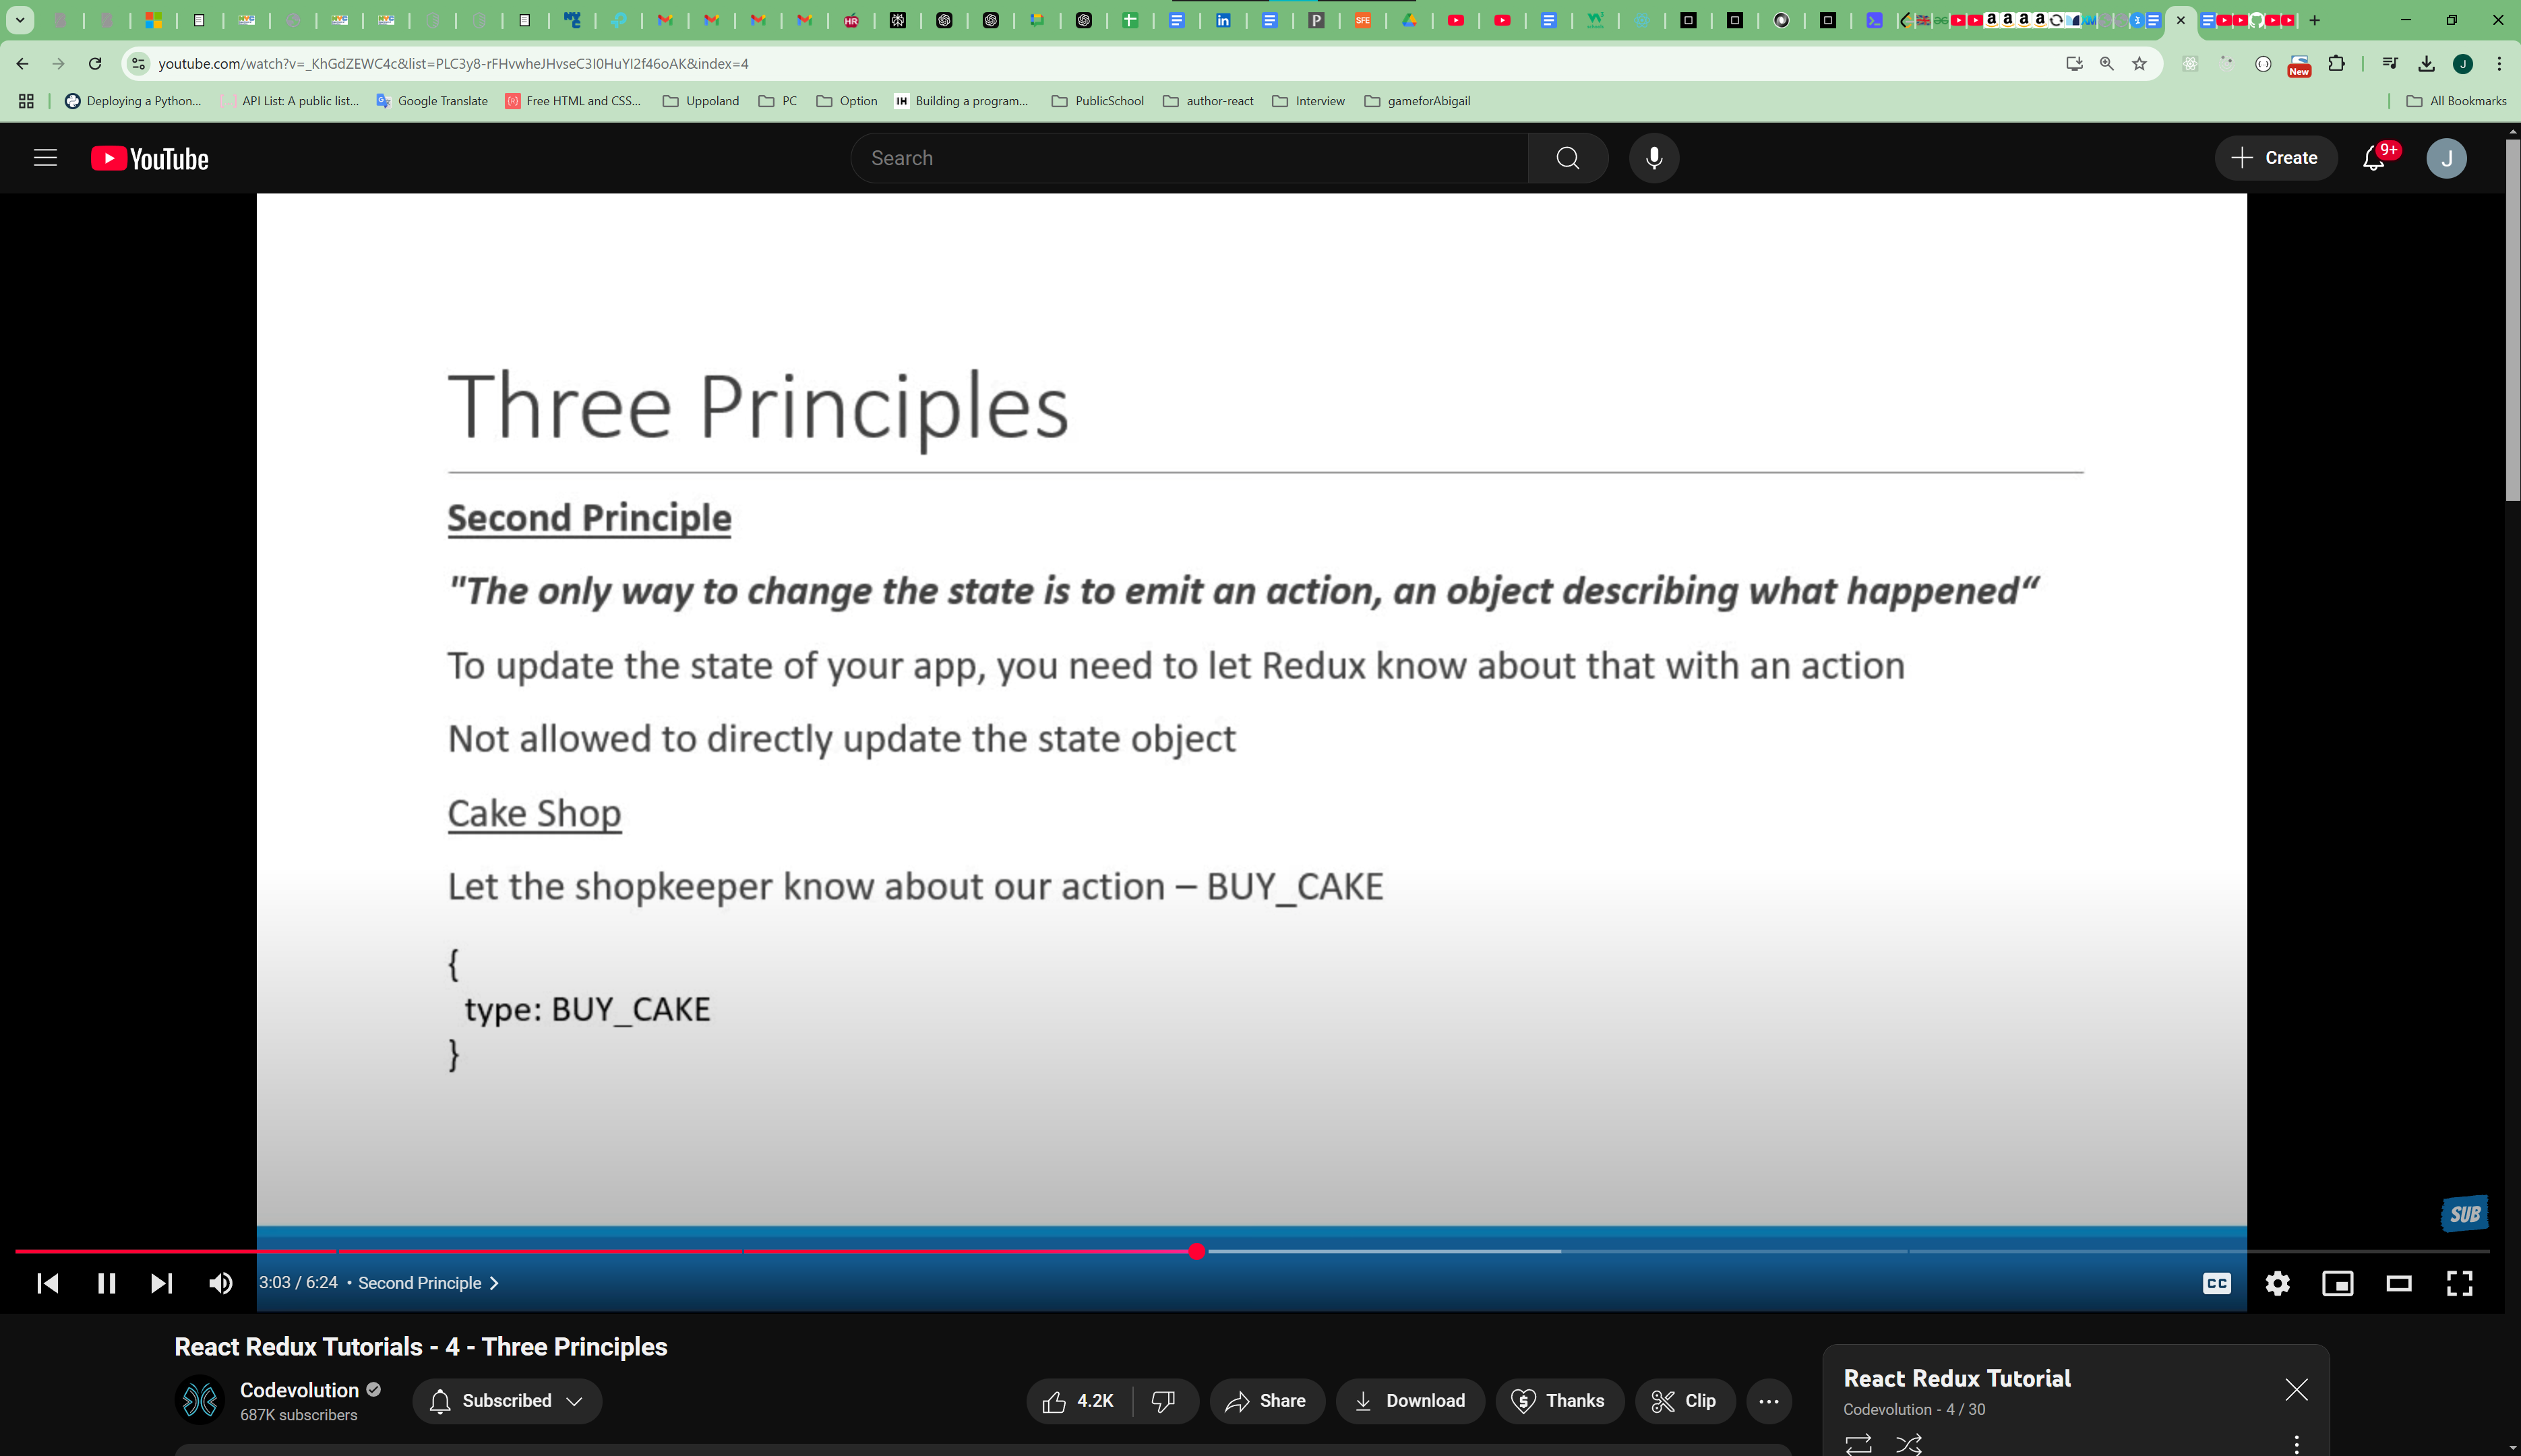 youtube.com/watch?v=_KhGdZEWC4c&list=PLC3y8-rFHvwheJHvseC3I0HuYI2f46oAK&index=4
New
J
Deploying a Python... API List: A public list... Google Translate Free HTML and CSS... Uppoland PC Option Building a program... PublicSchool author-react Interview gameforAbigail All Bookmarks
YouTube
Search
Create
9+
J
Three Principles
Second Principle
"The only way to change the state is to emit an action, an object describing what happened“
To update the state of your app, you need to let Redux know about that with an action
Not allowed to directly update the state object
Cake Shop
Let the shopkeeper know about our action – BUY_CAKE
{
type: BUY_CAKE
}
SUB
3:03 / 6:24 • Second Principle
CC
React Redux Tutorials - 4 - Three Principles
Codevolution
687K subscribers
Subscribed
4.2K
Share
Download
Thanks
Clip
React Redux Tutorial
Codevolution - 4 / 30